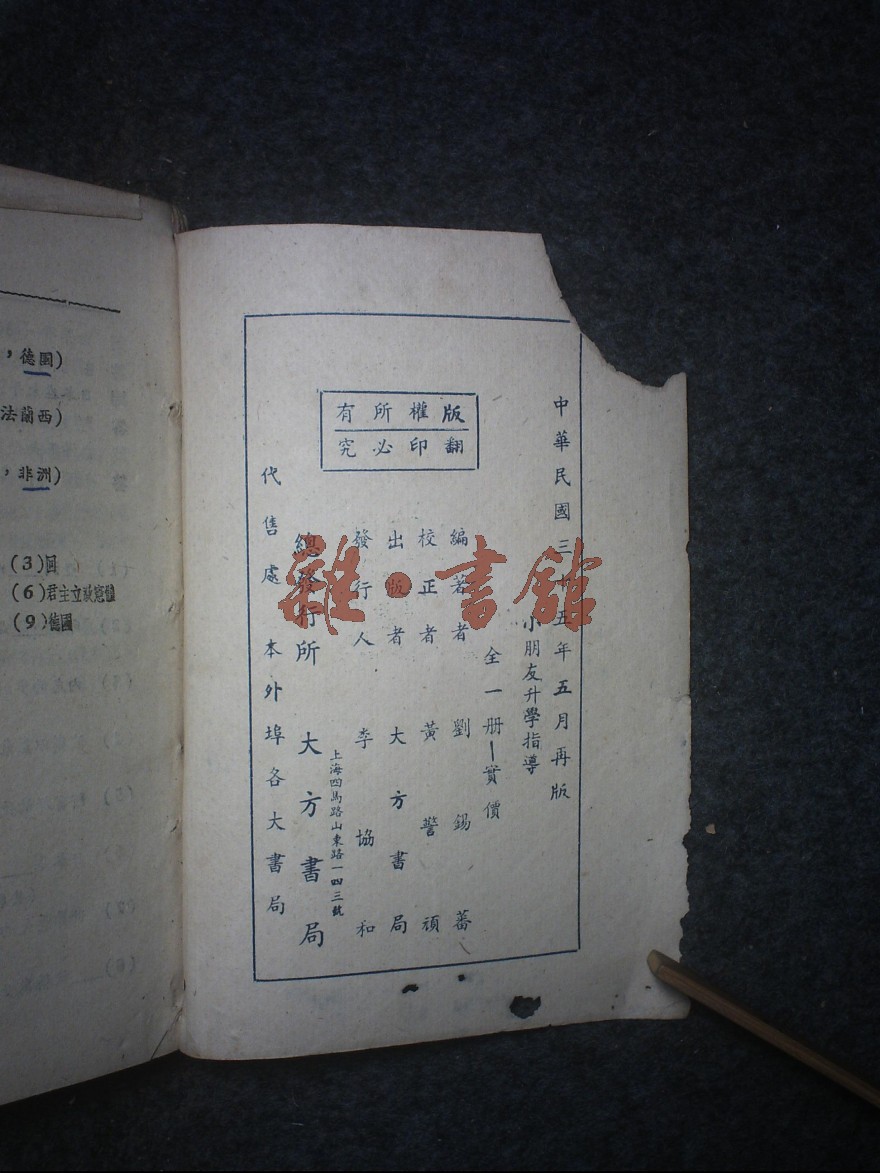 中華民國三十五年五月再版
小朋友升學指導
全一册—實價
編著者 劉錫蕃
校正者 黃警頑
出版者 大方書局
發行人 李協和
上海四馬路山東路一四三號
總發行所 大方書局
代售處 本外埠各大書局
版權所有
翻印必究
雜·書館
，德國)
法蘭西)
，非洲)
(3)回
(6)君主立憲體
(9)德國